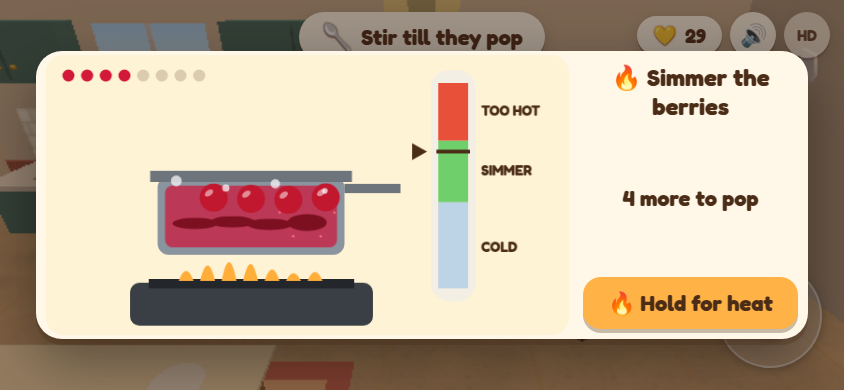 Stir till they pop
29
HD
TOO HOT
SIMMER
COLD
Simmer the
berries
4 more to pop
Hold for heat